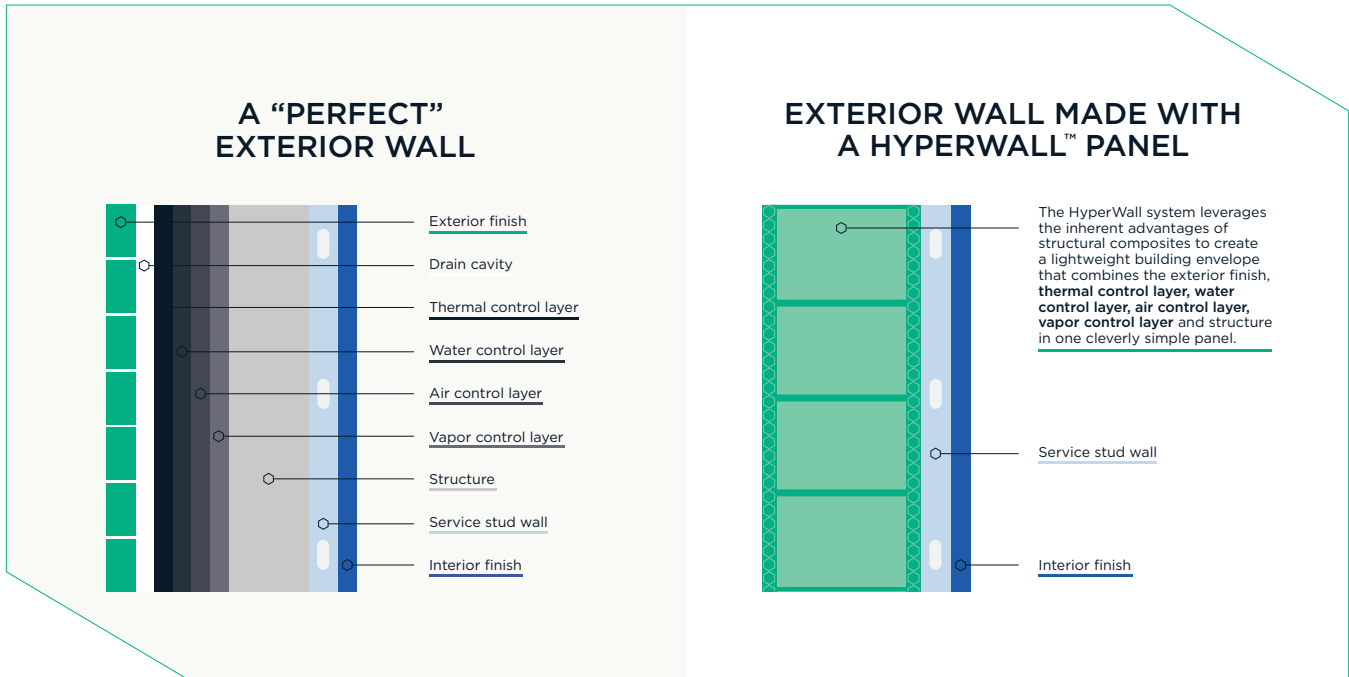 A “PERFECT”
EXTERIOR WALL
Exterior finish
Drain cavity
Thermal control layer
Water control layer
Air control layer
Vapor control layer
Structure
Service stud wall
Interior finish
EXTERIOR WALL MADE WITH
A HYPERWALL™ PANEL
The HyperWall system leverages
the inherent advantages of
structural composites to create
a lightweight building envelope
that combines the exterior finish,
thermal control layer, water
control layer, air control layer,
vapor control layer and structure
in one cleverly simple panel.
Service stud wall
Interior finish